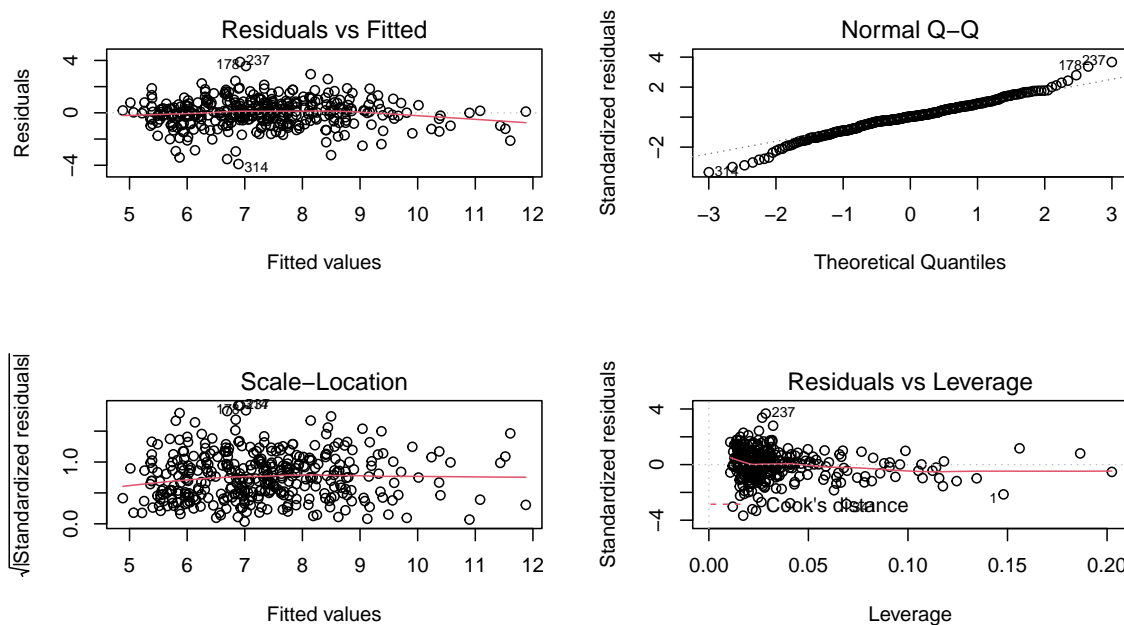 Residuals vs Fitted
Residuals
4
0
−4
178
237
314
5 6 7 8 9 10 11 12
Fitted values
Normal Q−Q
Standardized residuals
4
2
−2
178
237
314
−3 −2 −1 0 1 2 3
Theoretical Quantiles
Scale−Location
√|Standardized residuals|
1.0
0.0
237
5 6 7 8 9 10 11 12
Fitted values
Residuals vs Leverage
Standardized residuals
4
0
−4
237
1
Cook's distance
0.00 0.05 0.10 0.15 0.20
Leverage